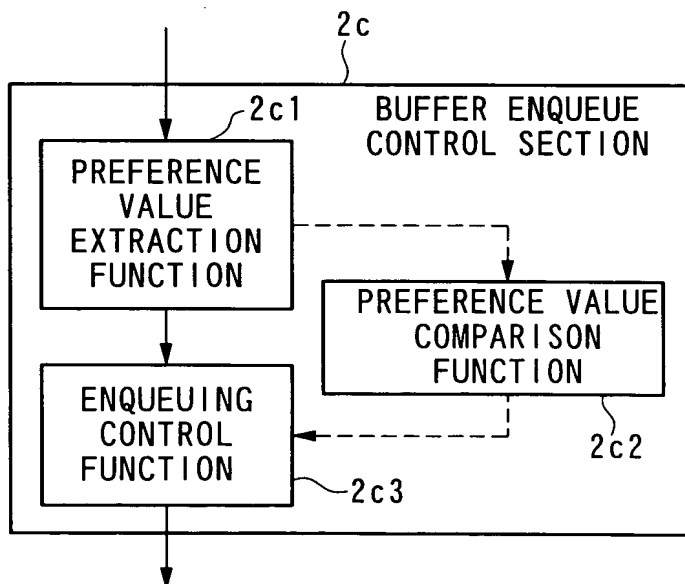 2c
BUFFER ENQUEUE
CONTROL SECTION
2c1
PREFERENCE
VALUE
EXTRACTION
FUNCTION
PREFERENCE VALUE
COMPARISON
FUNCTION
2c2
ENQUEUING
CONTROL
FUNCTION
2c3